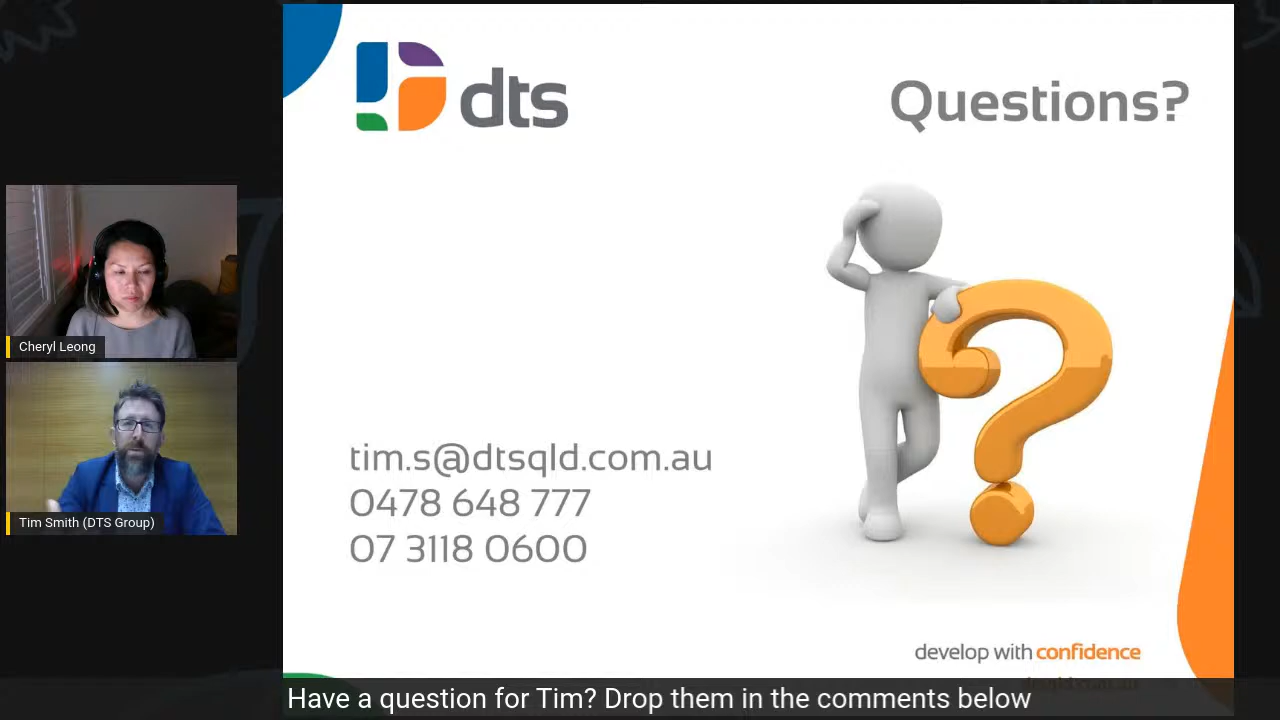 dts
Questions?
Cheryl Leong
Tim Smith (DTS Group)
tim.s@dtsqld.com.au
0478 648 777
07 3118 0600
develop with confidence
Have a question for Tim? Drop them in the comments below